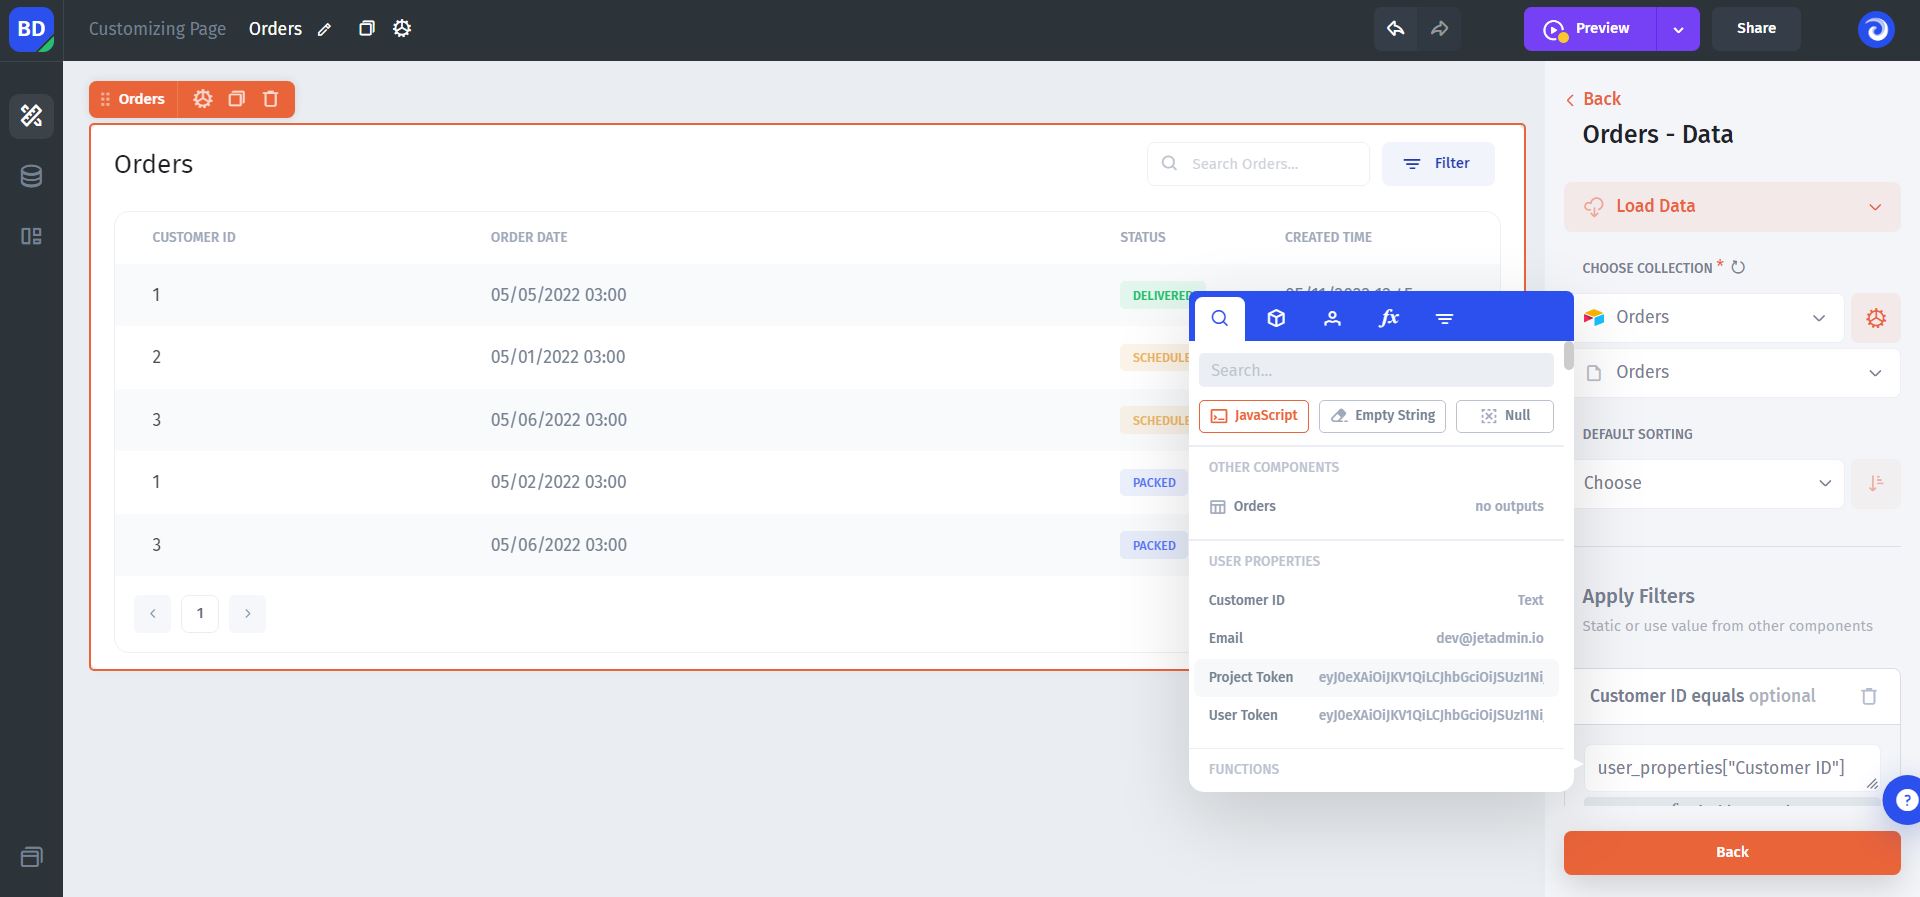 BD
Customizing Page
Orders
Preview
Share
Orders
Orders
Search Orders...
Filter
CUSTOMER ID ORDER DATE STATUS CREATED TIME
1 05/05/2022 03:00 DELIVERED
2 05/01/2022 03:00 SCHEDULE
3 05/06/2022 03:00 SCHEDULE
1 05/02/2022 03:00 PACKED
3 05/06/2022 03:00 PACKED
1
fx
Search...
JavaScript
Empty String
Null
OTHER COMPONENTS
Orders no outputs
USER PROPERTIES
Customer ID Text
Email dev@jetadmin.io
Project Token eyJ0eXAiOiJKV1QiLCJhbGciOiJSUzI1Ni
User Token eyJ0eXAiOiJKV1QiLCJhbGciOiJSUzI1Ni
FUNCTIONS
Back
Orders - Data
Load Data
CHOOSE COLLECTION *
Orders
Orders
DEFAULT SORTING
Choose
Apply Filters
Static or use value from other components
Customer ID equals optional
user_properties["Customer ID"]
?
Back